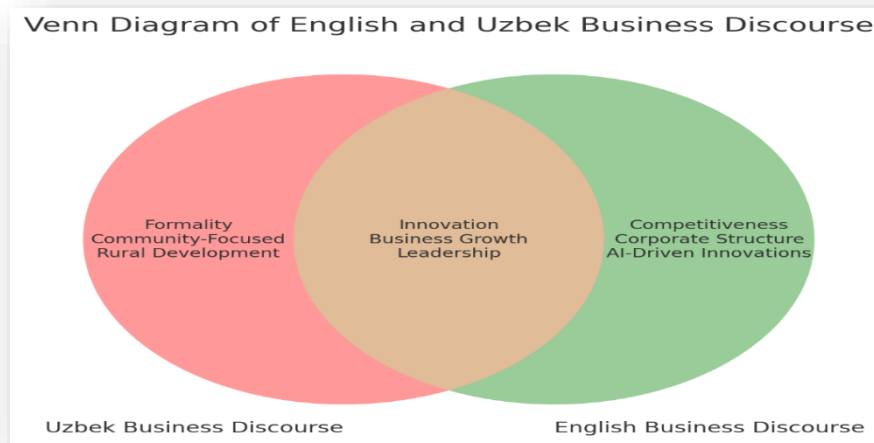 Venn Diagram of English and Uzbek Business Discourse
Formality
Community-Focused
Rural Development
Innovation
Business Growth
Leadership
Competitiveness
Corporate Structure
AI-Driven Innovations
Uzbek Business Discourse
English Business Discourse